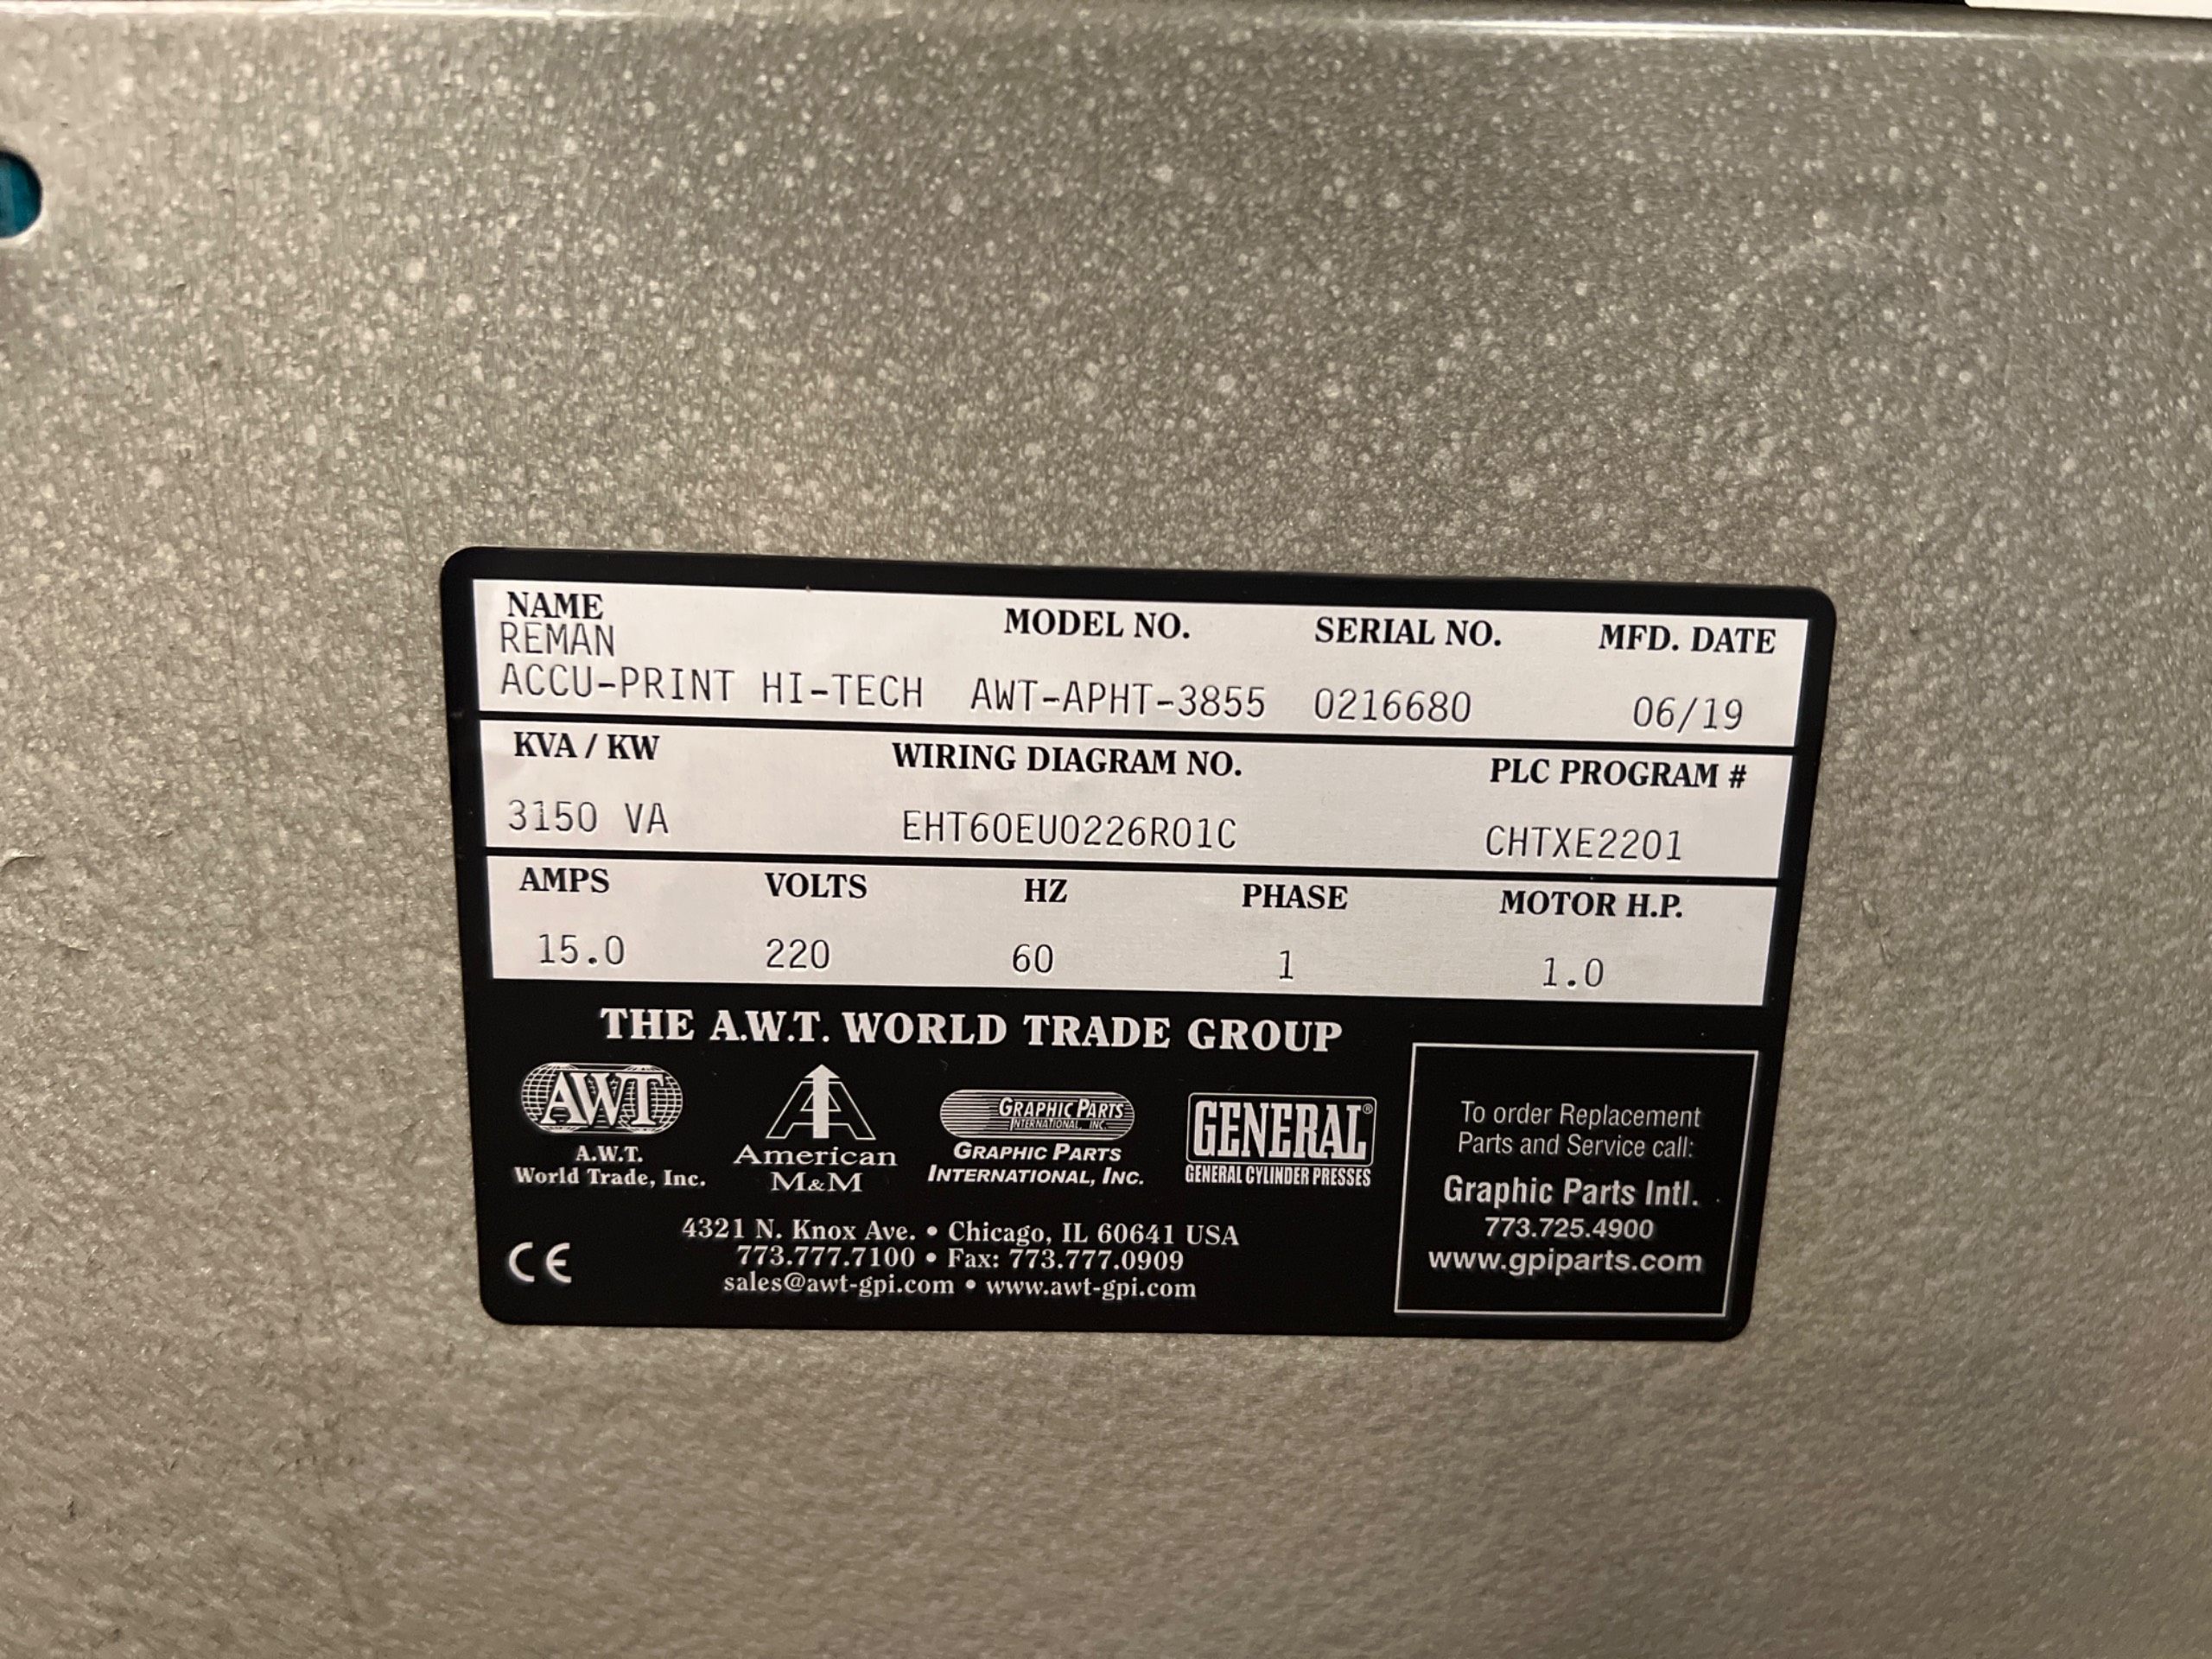 NAME MODEL NO. SERIAL NO. MFD. DATE
REMAN
ACCU-PRINT HI-TECH AWT-APHT-3855 0216680 06/19
KVA / KW WIRING DIAGRAM NO. PLC PROGRAM #
3150 VA EHT60EU0226R01C CHTXE2201
AMPS VOLTS HZ PHASE MOTOR H.P.
15.0 220 60 1 1.0
THE A.W.T. WORLD TRADE GROUP
AWT
A.W.T.
World Trade, Inc.
American
M&M
GRAPHIC PARTS
INTERNATIONAL, INC.
GRAPHIC PARTS
INTERNATIONAL, INC.
GENERAL®
GENERAL CYLINDER PRESSES
4321 N. Knox Ave. • Chicago, IL 60641 USA
773.777.7100 • Fax: 773.777.0909
sales@awt-gpi.com • www.awt-gpi.com
CE
To order Replacement
Parts and Service call:
Graphic Parts Intl.
773.725.4900
www.gpiparts.com